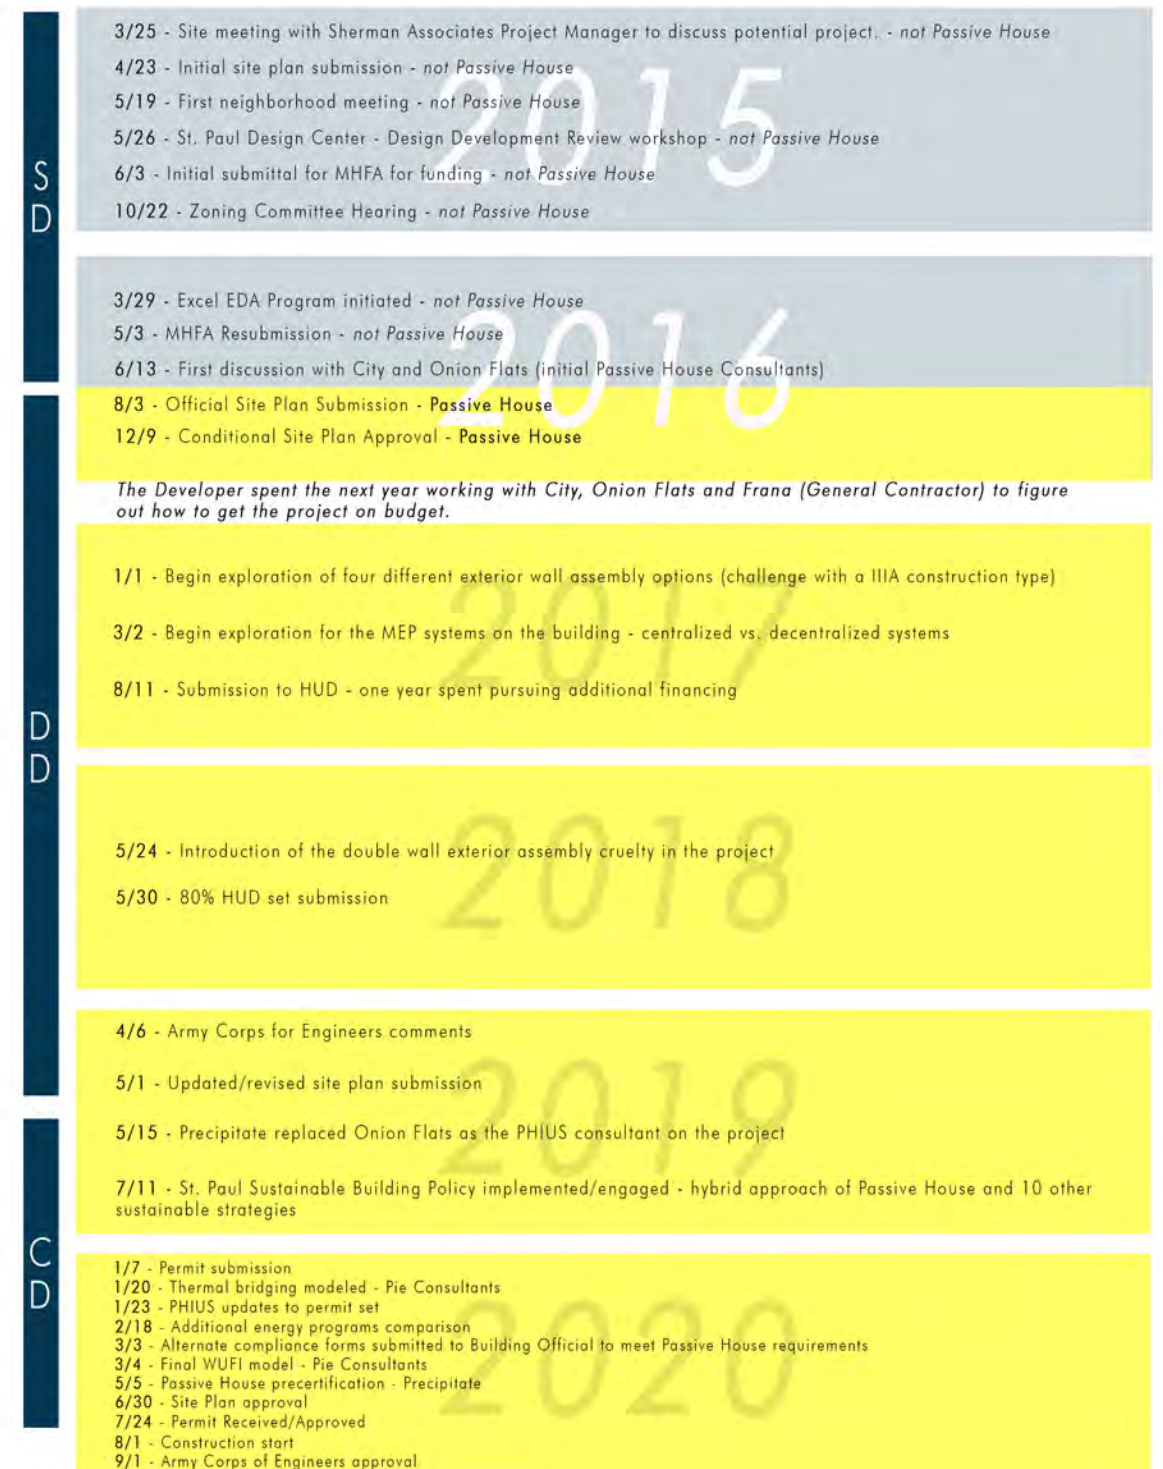 SD
2015
3/25 - Site meeting with Sherman Associates Project Manager to discuss potential project. - not Passive House
4/23 - Initial site plan submission - not Passive House
5/19 - First neighborhood meeting - not Passive House
5/26 - St. Paul Design Center - Design Development Review workshop - not Passive House
6/3 - Initial submittal for MHFA for funding - not Passive House
10/22 - Zoning Committee Hearing - not Passive House
2016
3/29 - Excel EDA Program initiated - not Passive House
5/3 - MHFA Resubmission - not Passive House
6/13 - First discussion with City and Onion Flats (initial Passive House Consultants)
DD
8/3 - Official Site Plan Submission - Passive House
12/9 - Conditional Site Plan Approval - Passive House
The Developer spent the next year working with City, Onion Flats and Frana (General Contractor) to figure
out how to get the project on budget.
2017
1/1 - Begin exploration of four different exterior wall assembly options (challenge with a IIIA construction type)
3/2 - Begin exploration for the MEP systems on the building - centralized vs. decentralized systems
8/11 - Submission to HUD - one year spent pursuing additional financing
2018
5/24 - Introduction of the double wall exterior assembly cruelty in the project
5/30 - 80% HUD set submission
2019
4/6 - Army Corps for Engineers comments
5/1 - Updated/revised site plan submission
5/15 - Precipitate replaced Onion Flats as the PHIUS consultant on the project
7/11 - St. Paul Sustainable Building Policy implemented/engaged - hybrid approach of Passive House and 10 other
sustainable strategies
CD
2020
1/7 - Permit submission
1/20 - Thermal bridging modeled - Pie Consultants
1/23 - PHIUS updates to permit set
2/18 - Additional energy programs comparison
3/3 - Alternate compliance forms submitted to Building Official to meet Passive House requirements
3/4 - Final WUFI model - Pie Consultants
5/5 - Passive House precertification - Precipitate
6/30 - Site Plan approval
7/24 - Permit Received/Approved
8/1 - Construction start
9/1 - Army Corps of Engineers approval